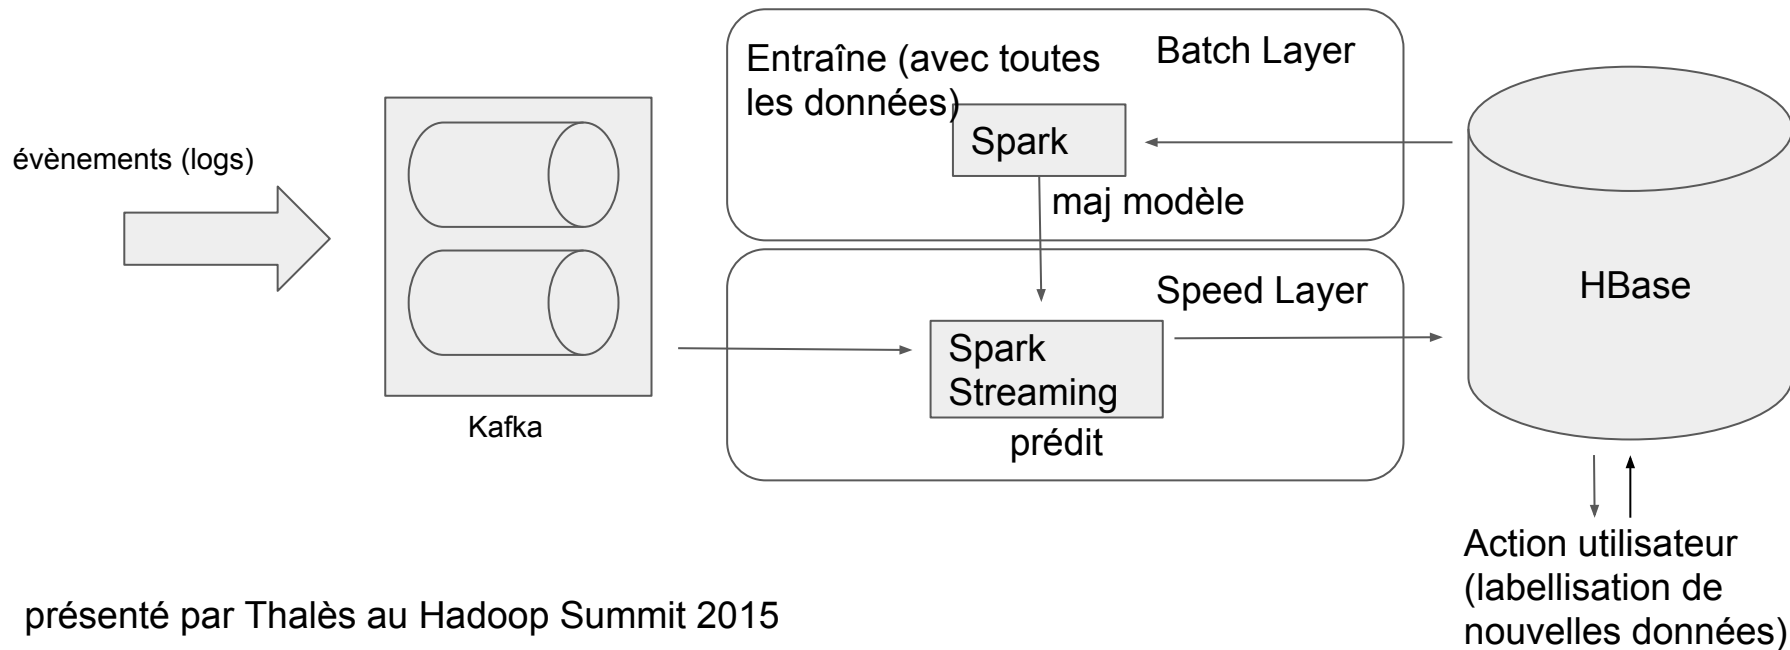 évènements (logs)
Kafka
Entraîne (avec toutes
les données)
Batch Layer
Spark
maj modèle
Speed Layer
Spark
Streaming
prédit
HBase
Action utilisateur
(labellisation de
nouvelles données)
présenté par Thalès au Hadoop Summit 2015